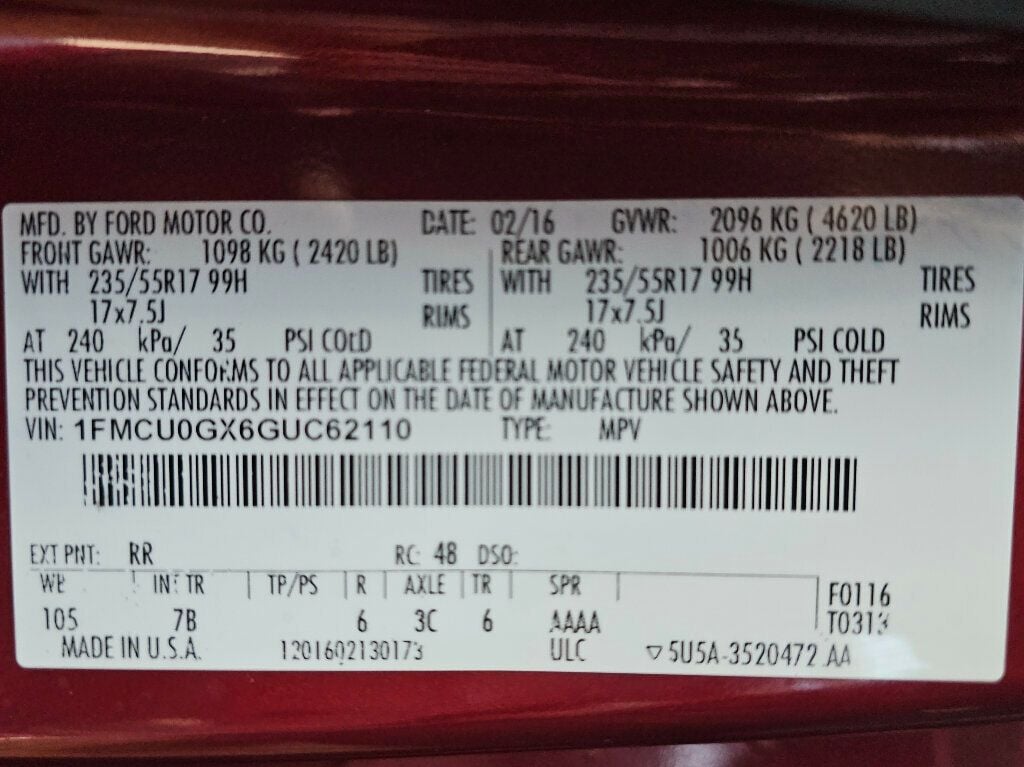 MFD. BY FORD MOTOR CO. DATE: 02/16 GVWR: 2096 KG ( 4620 LB)
FRONT GAWR: 1098 KG ( 2420 LB) REAR GAWR: 1006 KG ( 2218 LB)
WITH 235/55R17 99H TIRES WITH 235/55R17 99H TIRES
17x7.5J RIMS 17x7.5J RIMS
AT 240 kPa/ 35 PSI COLD AT 240 kPa/ 35 PSI COLD
THIS VEHICLE CONFORMS TO ALL APPLICABLE FEDERAL MOTOR VEHICLE SAFETY AND THEFT
PREVENTION STANDARDS IN EFFECT ON THE DATE OF MANUFACTURE SHOWN ABOVE.
VIN: 1FMCU0GX6GUC62110 TYPE: MPV
EXT PNT: RR RC: 48 DSO:
WB INT TR TP/PS R AXLE TR SPR F0116
105 7B 6 3C 6 AAAA T0313
MADE IN U.S.A. 1201602130173 ULC ▽5U5A-3520472 AA